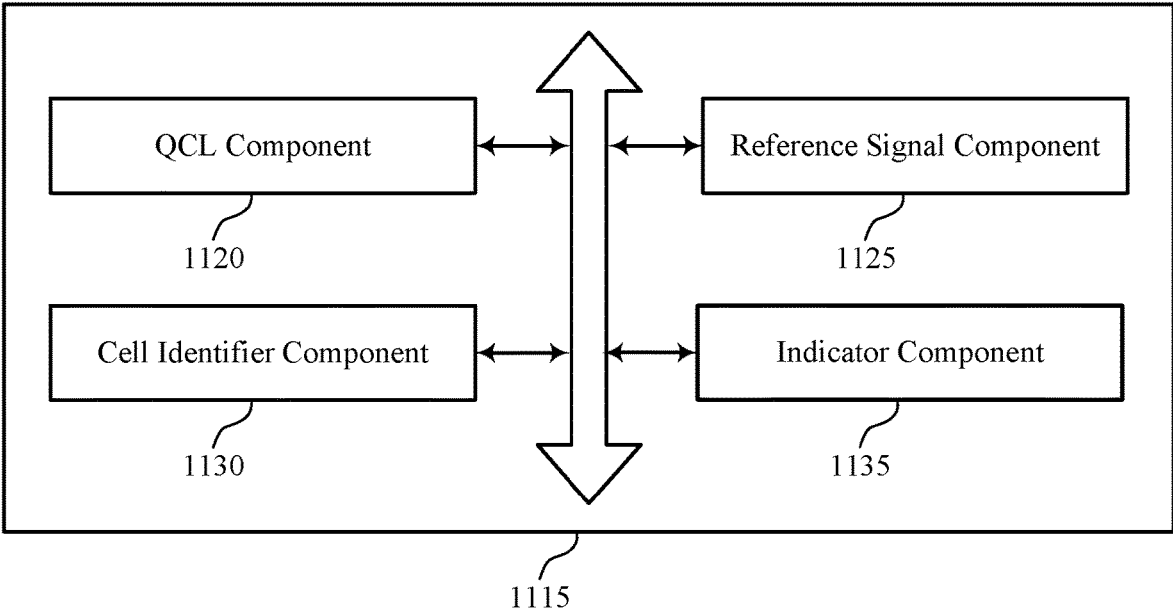 QCL Component
Reference Signal Component
1120
1125
Cell Identifier Component
Indicator Component
1130
1135
1115